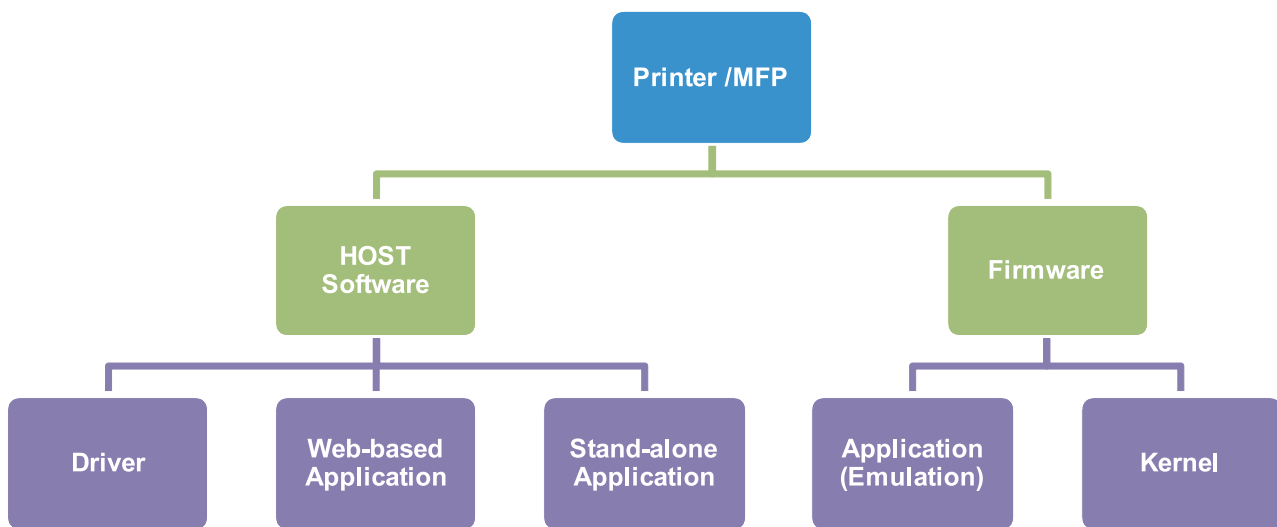 Printer /MFP
HOST
Software
Firmware
Driver
Web-based
Application
Stand-alone
Application
Application
(Emulation)
Kernel